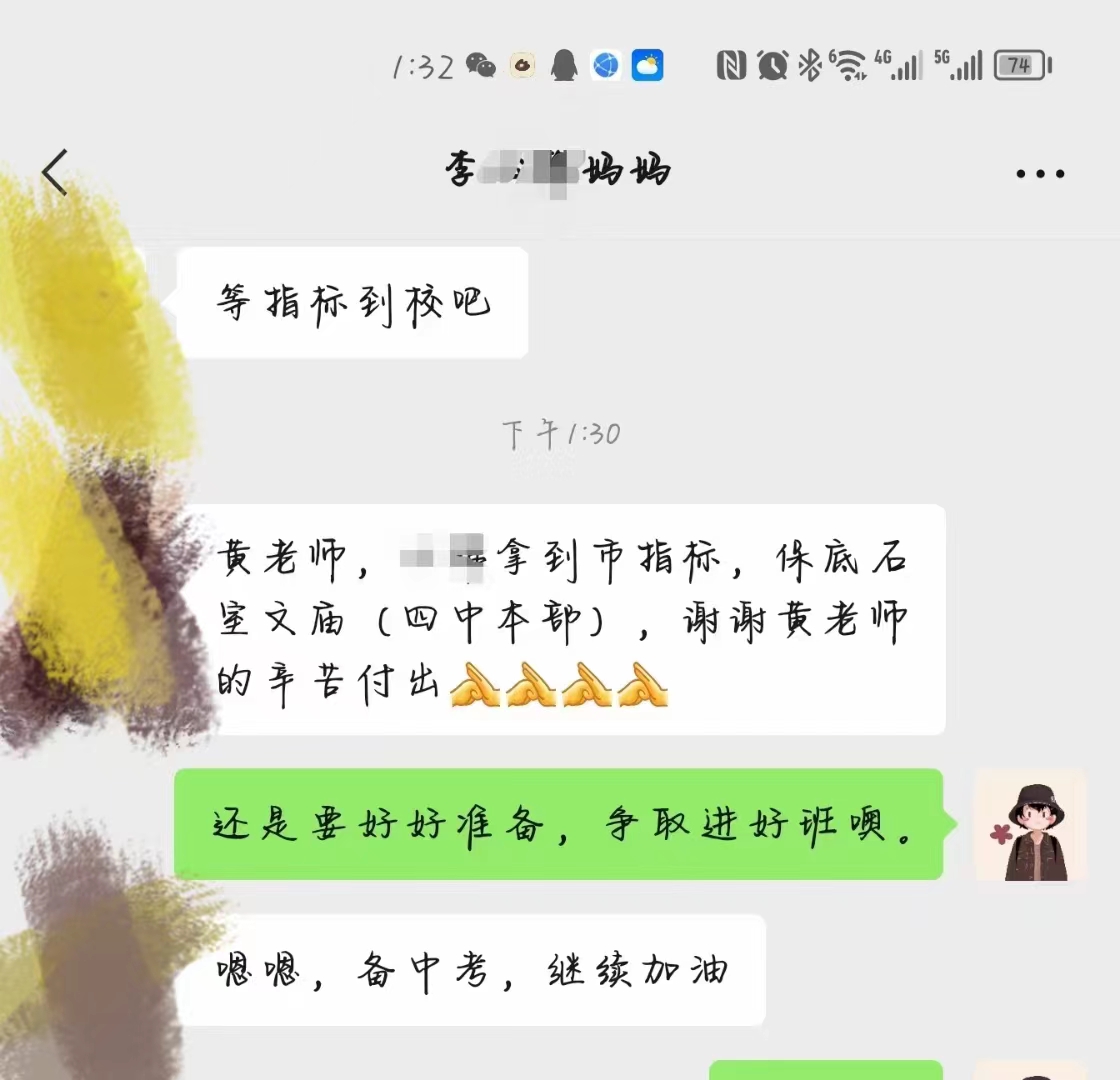 1:32
6 4G 5G 74
李 妈妈
等指标到校吧
下午1:30
黄老师， 拿到市指标，保底石
室文庙（四中本部），谢谢黄老师
的辛苦付出
还是要好好准备，争取进好班噢。
嗯嗯，备中考，继续加油